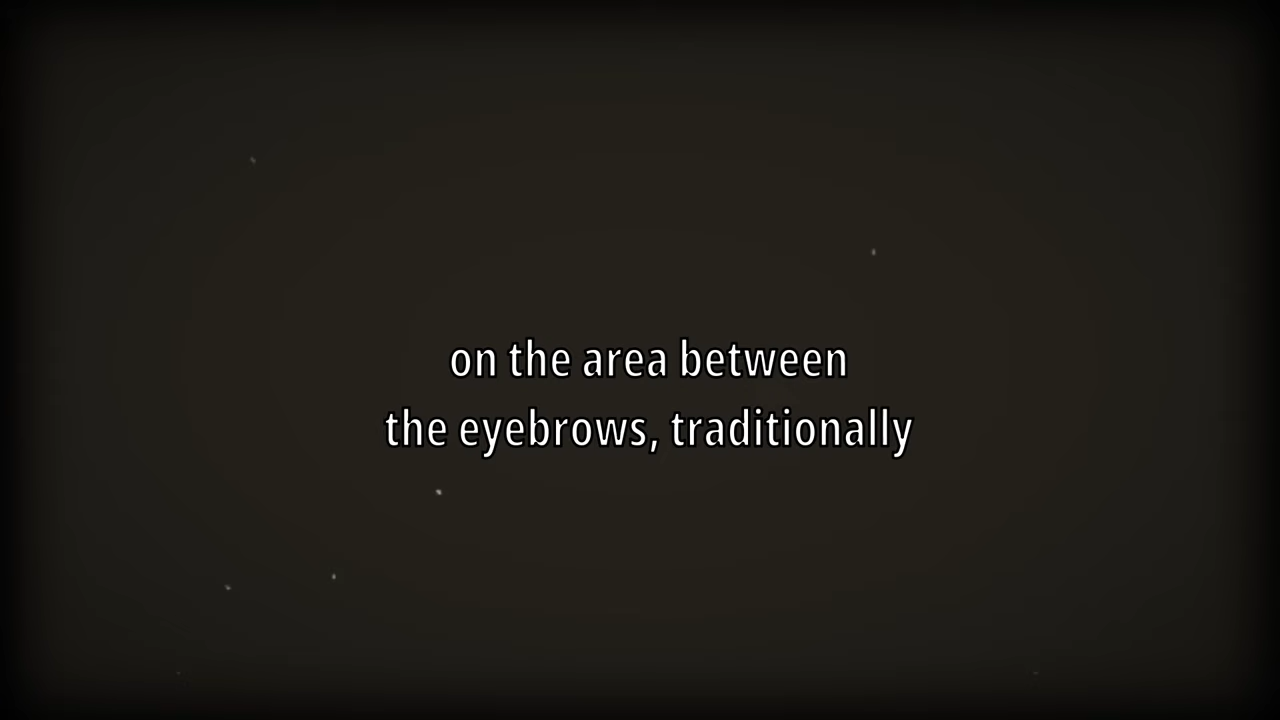 on the area between
the eyebrows, traditionally